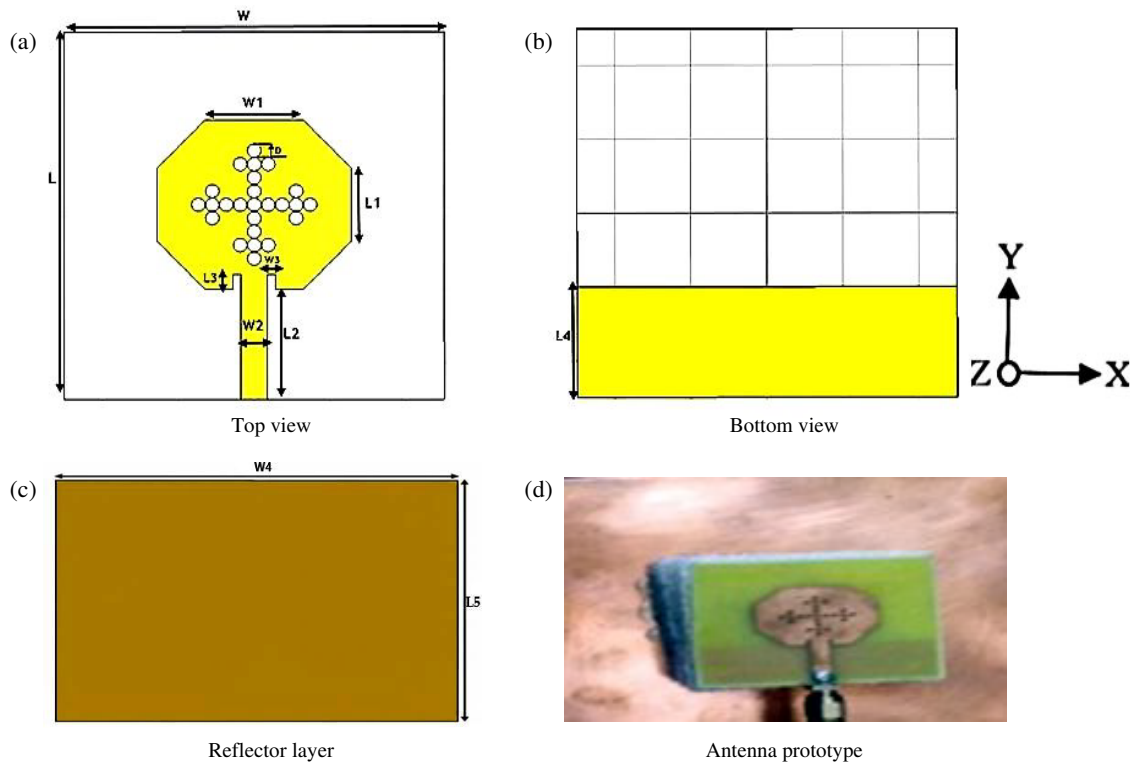 (a)
W
W1
D
L
L1
W3
L3
W2
L2
Top view
(b)
L4
Bottom view
Y
Z
X
(c)
W4
L5
Reflector layer
(d)
Antenna prototype